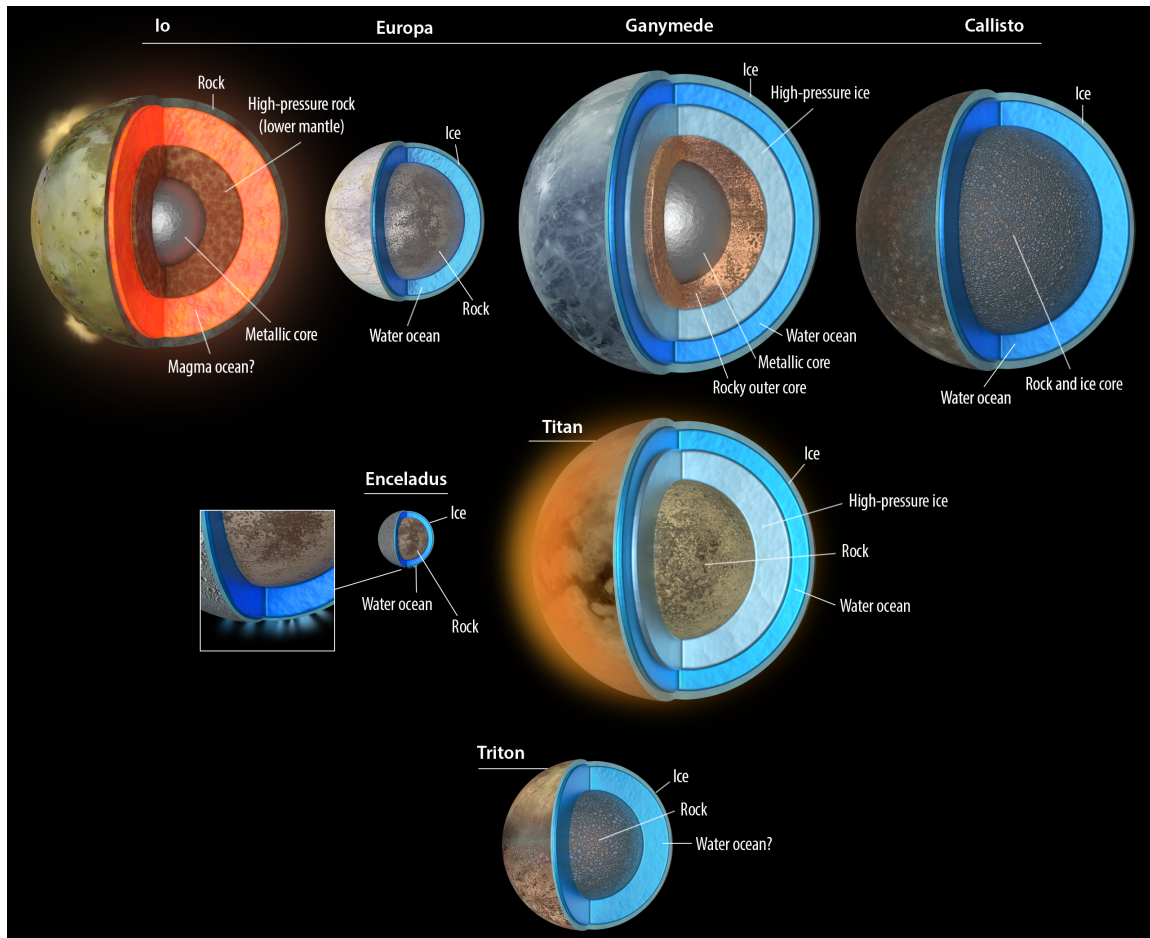 Io
Europa
Ganymede
Callisto
Rock
High-pressure rock
(lower mantle)
Metallic core
Magma ocean?
Ice
Rock
Water ocean
Ice
High-pressure ice
Water ocean
Metallic core
Rocky outer core
Ice
Rock and ice core
Water ocean
Enceladus
Ice
Water ocean
Rock
Titan
Ice
High-pressure ice
Rock
Water ocean
Triton
Ice
Rock
Water ocean?